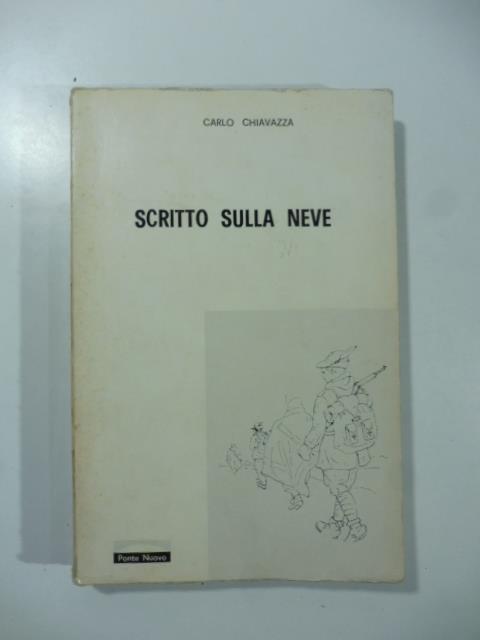 CARLO CHIAVAZZA
SCRITTO SULLA NEVE
Ponte Nuovo